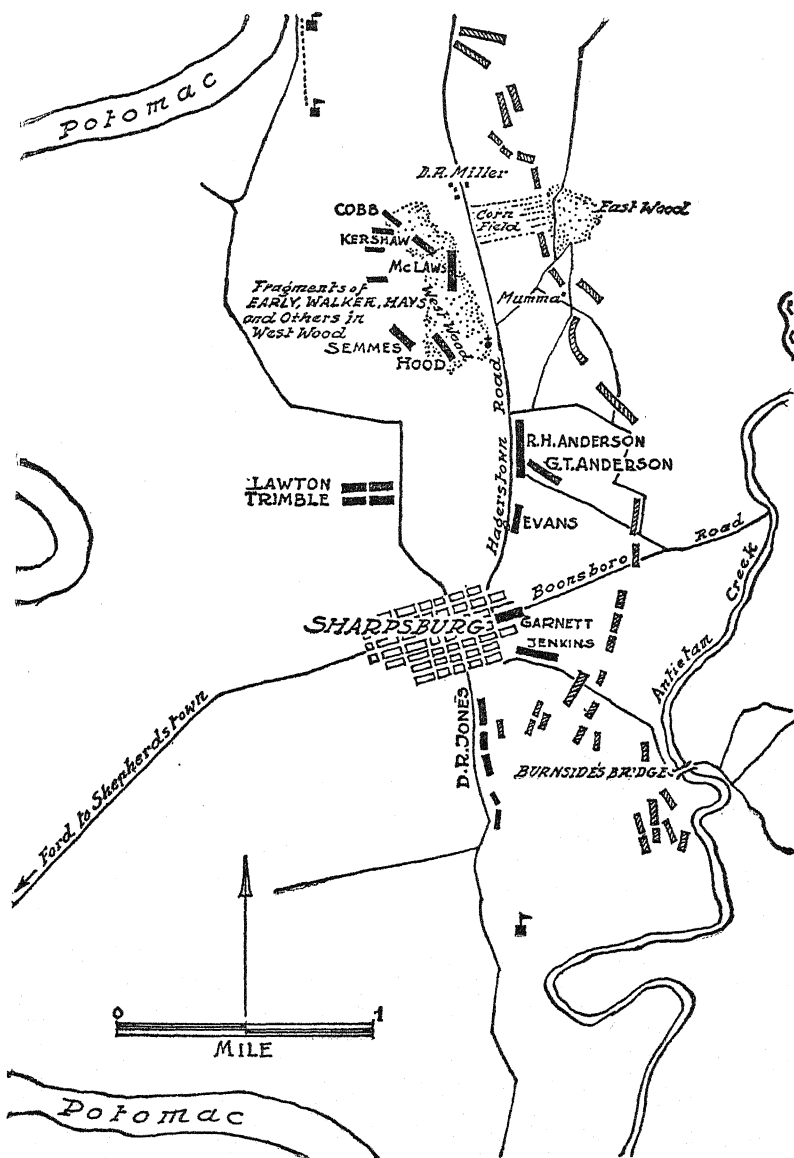 Potomac
D.R. Miller
COBB
Corn
Field
East Wood
KERSHAW
McLAWS
Fragments of
EARLY, WALKER, HAYS
and Others in
West Wood
West Wood
Mumma
SEMMES
HOOD
Hagerstown Road
R.H. ANDERSON
G.T. ANDERSON
LAWTON
TRIMBLE
EVANS
Boonsboro Road
Antietam Creek
SHARPSBURG
GARNETT
JENKINS
D.R. JONES
BURNSIDE'S BRIDGE
Ford to Shepherdstown
0 1
MILE
Potomac